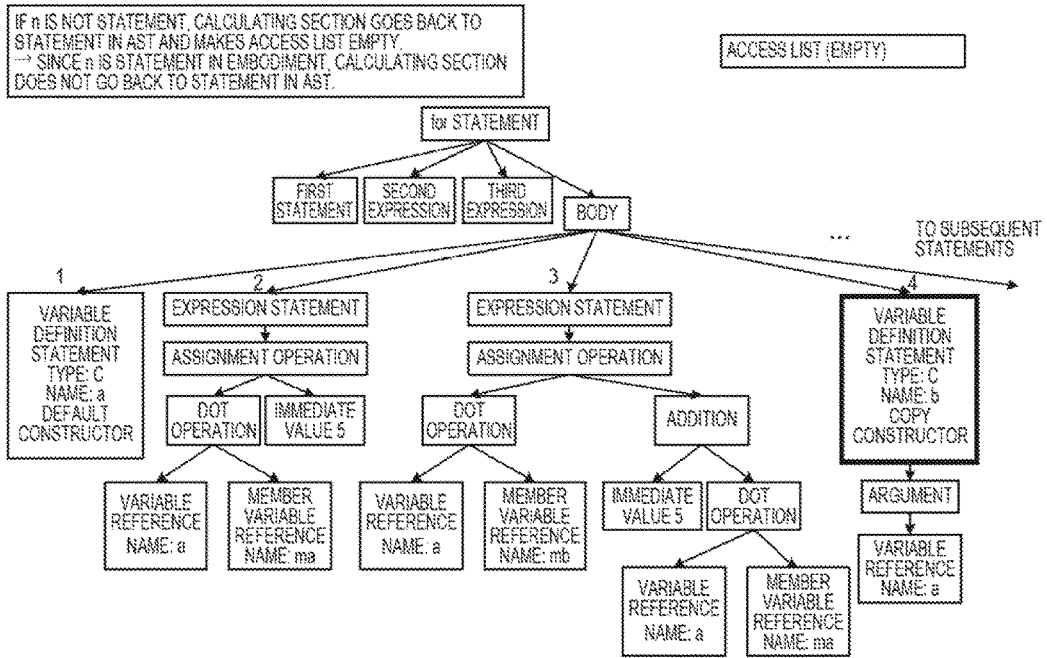 IF n IS NOT STATEMENT, CALCULATING SECTION GOES BACK TO
STATEMENT IN AST AND MAKES ACCESS LIST EMPTY.
→ SINCE n IS STATEMENT IN EMBODIMENT, CALCULATING SECTION
DOES NOT GO BACK TO STATEMENT IN AST.
ACCESS LIST (EMPTY)
for STATEMENT
FIRST
STATEMENT
SECOND
EXPRESSION
THIRD
EXPRESSION
BODY
...
TO SUBSEQUENT
STATEMENTS
1
VARIABLE
DEFINITION
STATEMENT
TYPE: C
NAME: a
DEFAULT
CONSTRUCTOR
2
EXPRESSION STATEMENT
ASSIGNMENT OPERATION
DOT
OPERATION
IMMEDIATE
VALUE 5
VARIABLE
REFERENCE
NAME: a
MEMBER
VARIABLE
REFERENCE
NAME: ma
3
EXPRESSION STATEMENT
ASSIGNMENT OPERATION
DOT
OPERATION
ADDITION
VARIABLE
REFERENCE
NAME: a
MEMBER
VARIABLE
REFERENCE
NAME: mb
IMMEDIATE
VALUE 5
DOT
OPERATION
VARIABLE
REFERENCE
NAME: a
MEMBER
VARIABLE
REFERENCE
NAME: ma
4
VARIABLE
DEFINITION
STATEMENT
TYPE: C
NAME: b
COPY
CONSTRUCTOR
ARGUMENT
VARIABLE
REFERENCE
NAME: a